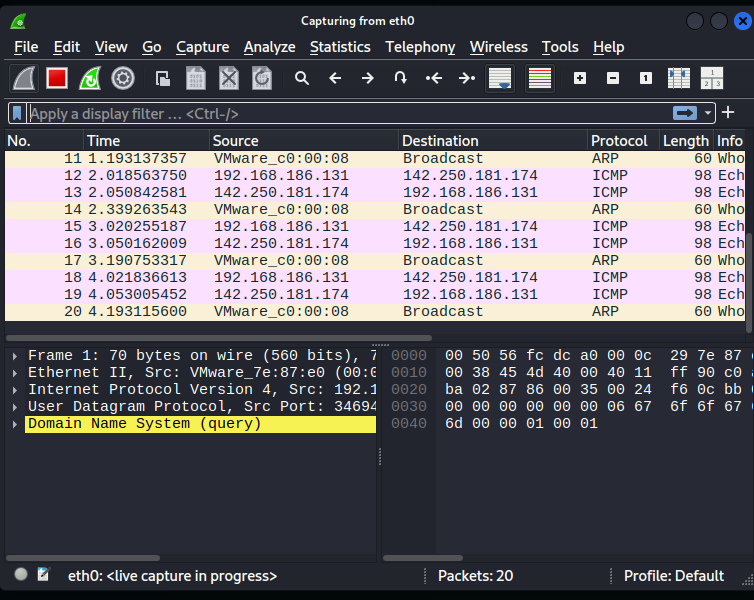 Capturing from eth0
File Edit View Go Capture Analyze Statistics Telephony Wireless Tools Help
Apply a display filter … <Ctrl-/>
No. Time Source Destination Protocol Length Info
11 1.193137357 VMware_c0:00:08 Broadcast ARP 60 Who
12 2.018563750 192.168.186.131 142.250.181.174 ICMP 98 Ech
13 2.050842581 142.250.181.174 192.168.186.131 ICMP 98 Ech
14 2.339263543 VMware_c0:00:08 Broadcast ARP 60 Who
15 3.020255187 192.168.186.131 142.250.181.174 ICMP 98 Ech
16 3.050162009 142.250.181.174 192.168.186.131 ICMP 98 Ech
17 3.190753317 VMware_c0:00:08 Broadcast ARP 60 Who
18 4.021836613 192.168.186.131 142.250.181.174 ICMP 98 Ech
19 4.053005452 142.250.181.174 192.168.186.131 ICMP 98 Ech
20 4.193115600 VMware_c0:00:08 Broadcast ARP 60 Who
Frame 1: 70 bytes on wire (560 bits), 7
Ethernet II, Src: VMware_7e:87:e0 (00:0
Internet Protocol Version 4, Src: 192.1
User Datagram Protocol, Src Port: 34694
Domain Name System (query)
0000 00 50 56 fc dc a0 00 0c 29 7e 87
0010 00 38 45 4d 40 00 40 11 ff 90 c0
0020 ba 02 87 86 00 35 00 24 f6 0c bb
0030 00 00 00 00 00 00 06 67 6f 6f 67
0040 6d 00 00 01 00 01
eth0: <live capture in progress> Packets: 20 Profile: Default